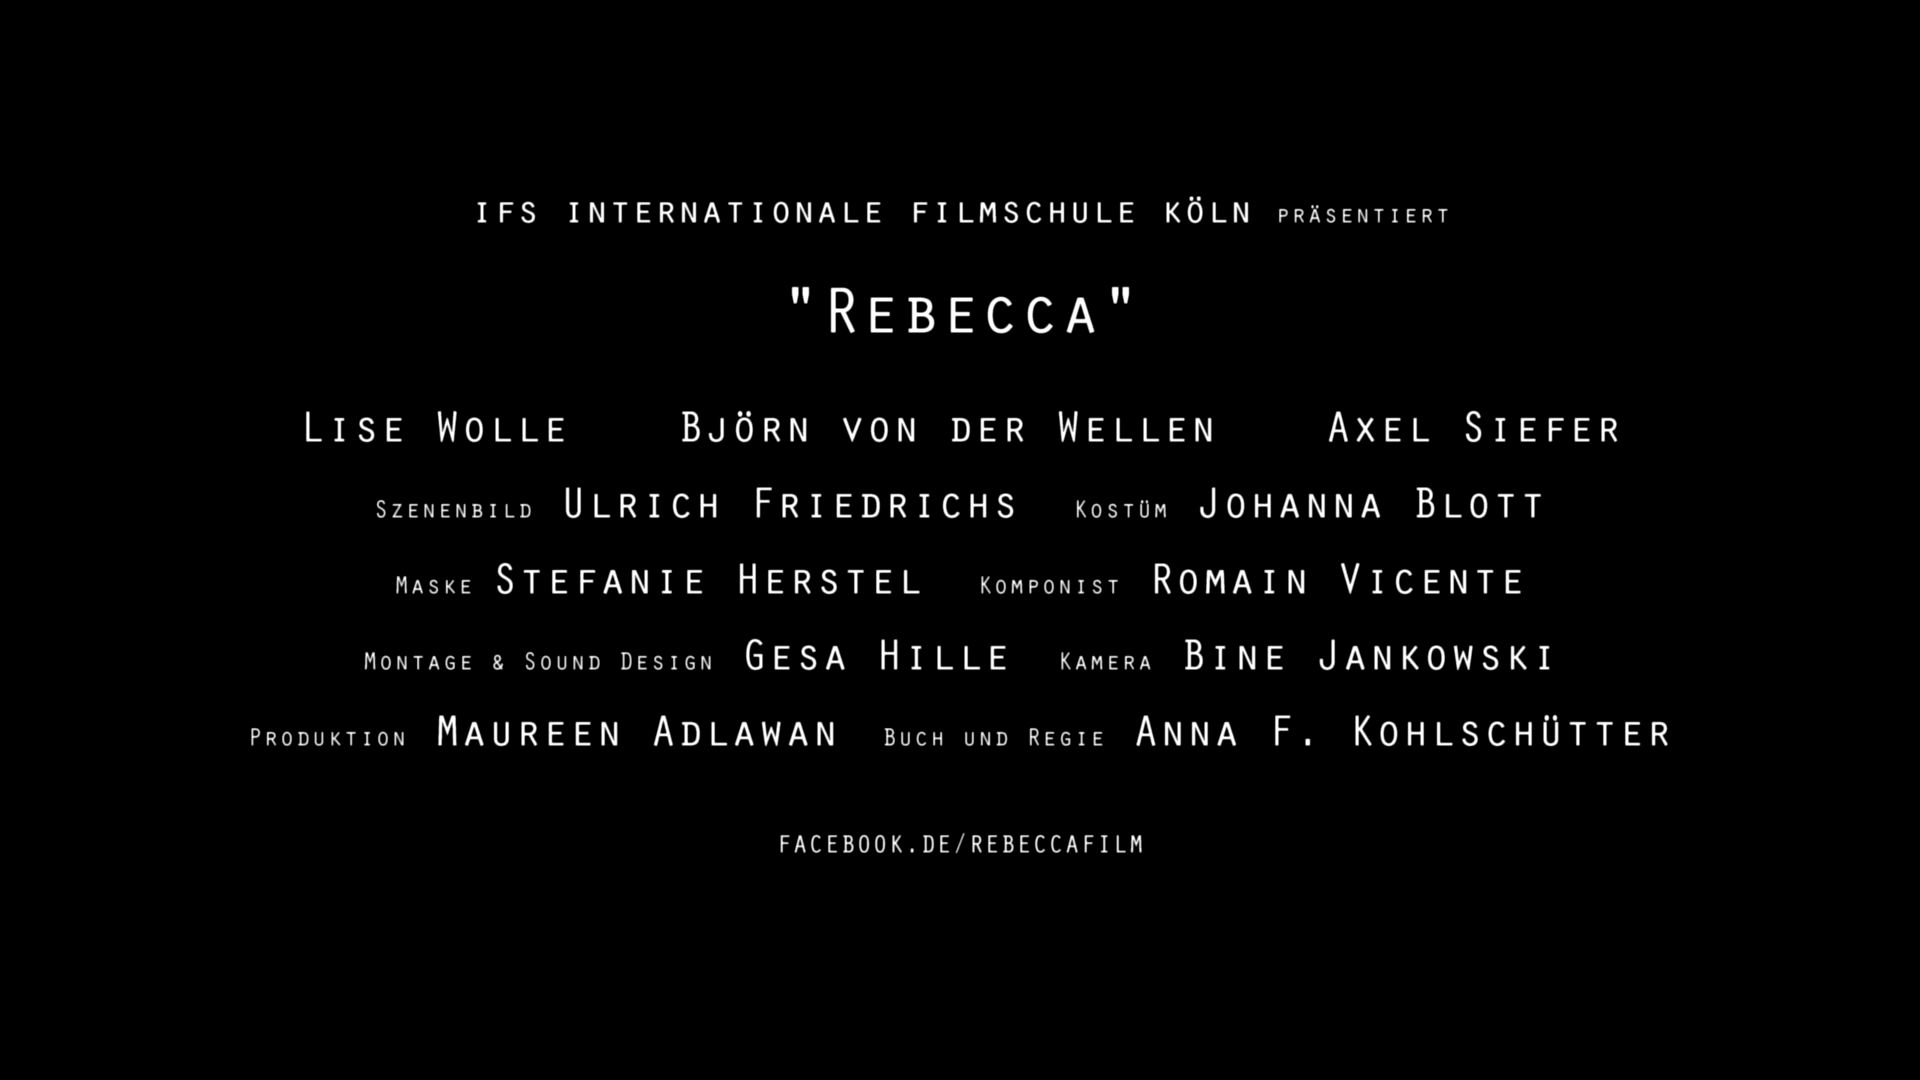 IFS INTERNATIONALE FILMSCHULE KÖLN PRÄSENTIERT
"REBECCA"
LISE WOLLE BJÖRN VON DER WELLEN AXEL SIEFER
SZENENBILD ULRICH FRIEDRICHS KOSTÜM JOHANNA BLOTT
MASKE STEFANIE HERSTEL KOMPONIST ROMAIN VICENTE
MONTAGE & SOUND DESIGN GESA HILLE KAMERA BINE JANKOWSKI
PRODUKTION MAUREEN ADLAWAN BUCH UND REGIE ANNA F. KOHLSCHÜTTER
FACEBOOK.DE/REBECCAFILM